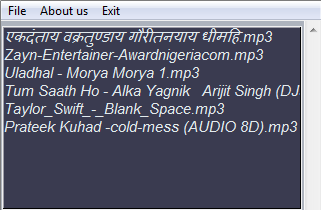 File About us Exit
एकदंताय वक्रतुण्डाय गौरीतनयाय धीमहि.mp3
Zayn-Entertainer-Awardnigeriacom.mp3
Uladhal - Morya Morya 1.mp3
Tum Saath Ho - Alka Yagnik Arijit Singh (DJ
Taylor_Swift_-_Blank_Space.mp3
Prateek Kuhad -cold-mess (AUDIO 8D).mp3